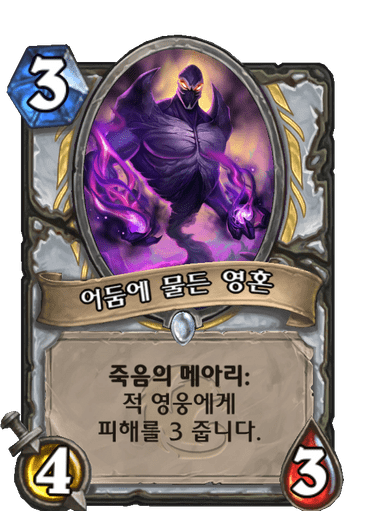 3
어둠에 물든 영혼
죽음의 메아리:
적 영웅에게
피해를 3 줍니다.
4
3